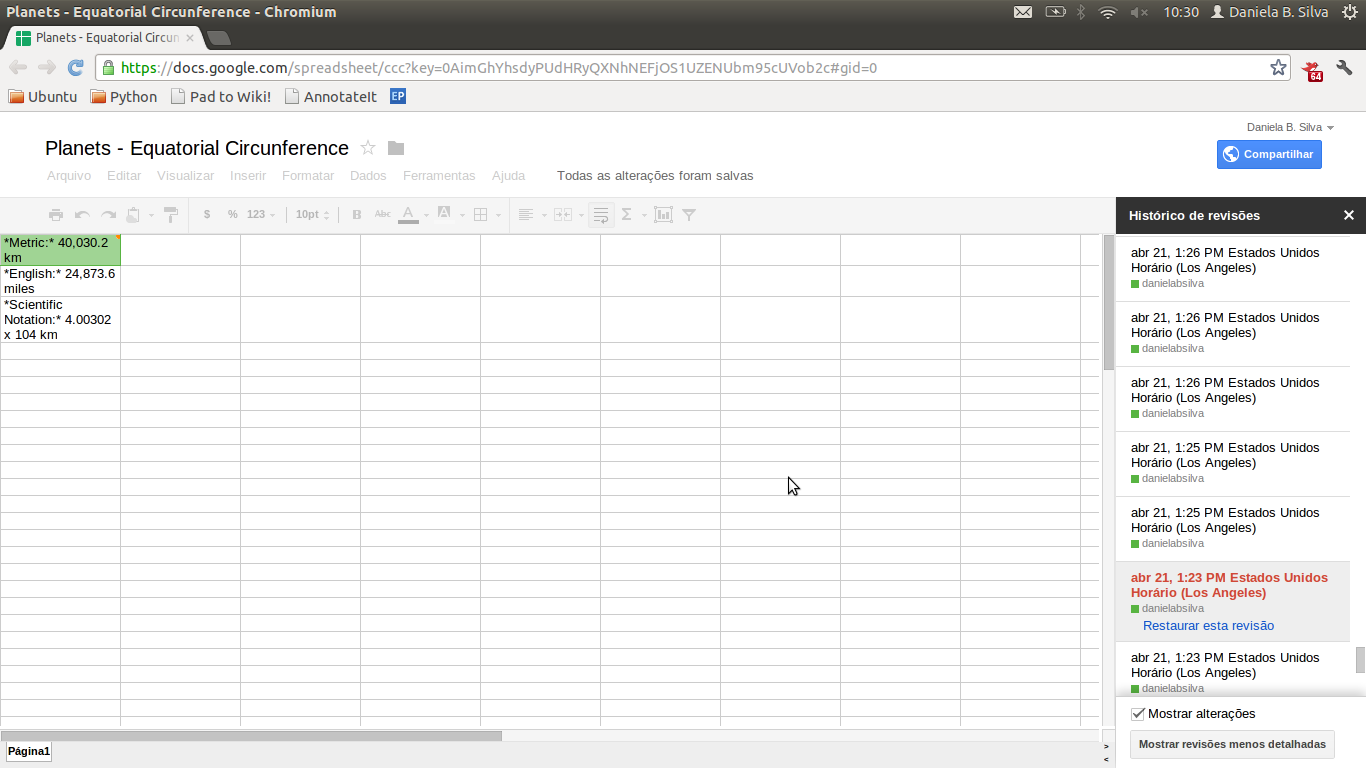 Planets - Equatorial Circunference - Chromium
10:30 Daniela B. Silva
Planets - Equatorial Circun
https://docs.google.com/spreadsheet/ccc?key=0AimGhYhsdyPUdHRyQXNhNEFjOS1UZENUbm95cUVob2c#gid=0
64
Ubuntu Python Pad to Wiki! AnnotateIt EP
Daniela B. Silva
Planets - Equatorial Circunference
Compartilhar
Arquivo Editar Visualizar Inserir Formatar Dados Ferramentas Ajuda Todas as alterações foram salvas
$ % 123 10pt B Abc A A Σ
Histórico de revisões
*Metric:* 40,030.2
km
*English:* 24,873.6
miles
*Scientific
Notation:* 4.00302
x 104 km
abr 21, 1:26 PM Estados Unidos
Horário (Los Angeles)
danielabsilva
abr 21, 1:26 PM Estados Unidos
Horário (Los Angeles)
danielabsilva
abr 21, 1:26 PM Estados Unidos
Horário (Los Angeles)
danielabsilva
abr 21, 1:25 PM Estados Unidos
Horário (Los Angeles)
danielabsilva
abr 21, 1:25 PM Estados Unidos
Horário (Los Angeles)
danielabsilva
abr 21, 1:23 PM Estados Unidos
Horário (Los Angeles)
danielabsilva
Restaurar esta revisão
abr 21, 1:23 PM Estados Unidos
Horário (Los Angeles)
danielabsilva
Mostrar alterações
Mostrar revisões menos detalhadas
Página1